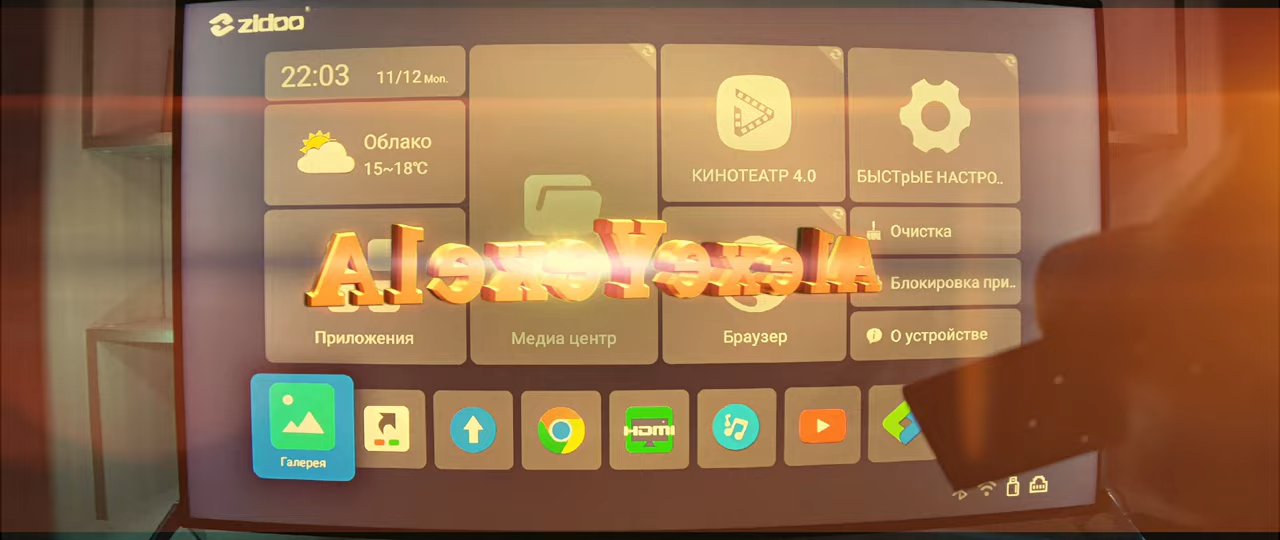 zidoo
22:03 11/12 Mon.
Облако
15~18℃
КИНОТЕАТР 4.0
БЫСТрЫЕ НАСТРО..
Очистка
Блокировка при..
О устройстве
AlexeYexelA
Приложения
Медиа центр
Браузер
Галерея
HDMI